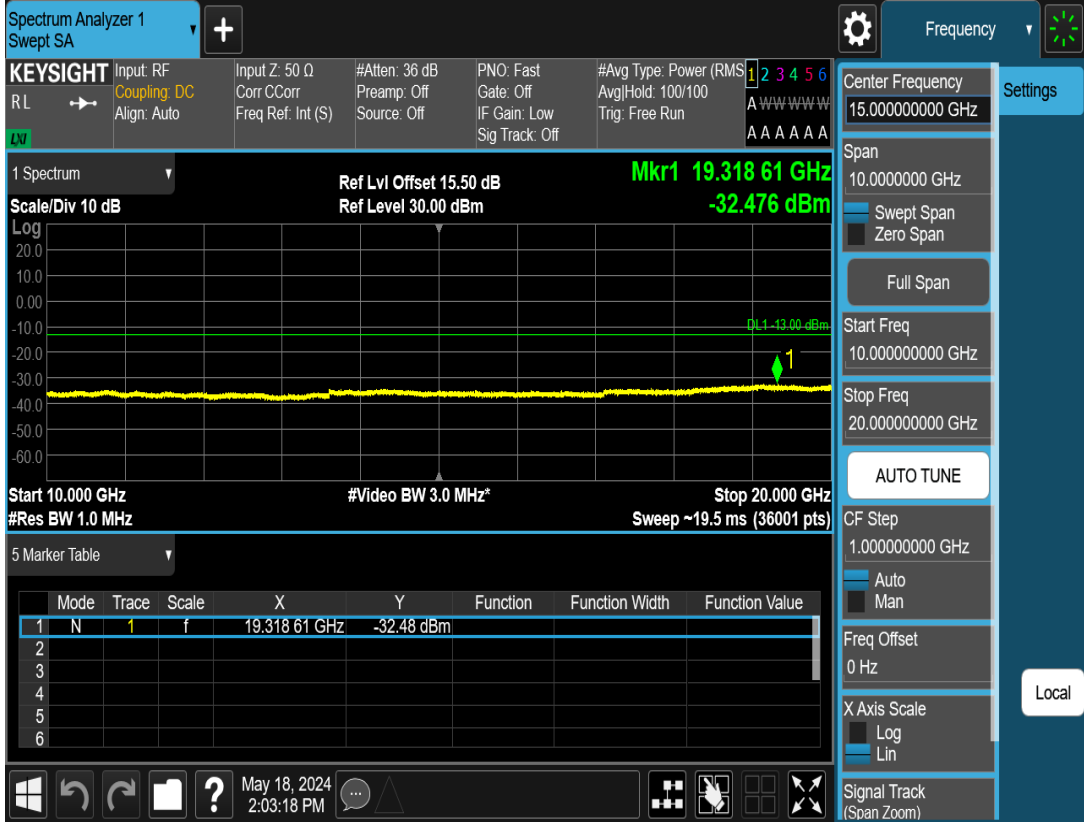 Spectrum Analyzer 1
Swept SA
+
Frequency
KEYSIGHT
RL
LXI
Input: RF
Coupling: DC
Align: Auto
Input Z: 50 Ω
Corr CCorr
Freq Ref: Int (S)
#Atten: 36 dB
Preamp: Off
Source: Off
PNO: Fast
Gate: Off
IF Gain: Low
Sig Track: Off
#Avg Type: Power (RMS
Avg|Hold: 100/100
Trig: Free Run
1 2 3 4 5 6
A W W W W W
A A A A A A
1 Spectrum
Scale/Div 10 dB
Ref Lvl Offset 15.50 dB
Ref Level 30.00 dBm
Mkr1 19.318 61 GHz
-32.476 dBm
Log
20.0
10.0
0.00
-10.0
-20.0
-30.0
-40.0
-50.0
-60.0
DL1 -13.00 dBm
1
Start 10.000 GHz
#Video BW 3.0 MHz*
Stop 20.000 GHz
#Res BW 1.0 MHz
Sweep ~19.5 ms (36001 pts)
5 Marker Table
Mode Trace Scale X Y Function Function Width Function Value
1 N 1 f 19.318 61 GHz -32.48 dBm
2
3
4
5
6
May 18, 2024
2:03:18 PM
?
Center Frequency
15.000000000 GHz
Span
10.0000000 GHz
Swept Span
Zero Span
Full Span
Start Freq
10.000000000 GHz
Stop Freq
20.000000000 GHz
AUTO TUNE
CF Step
1.000000000 GHz
Auto
Man
Freq Offset
0 Hz
X Axis Scale
Log
Lin
Signal Track
(Span Zoom)
Settings
Local